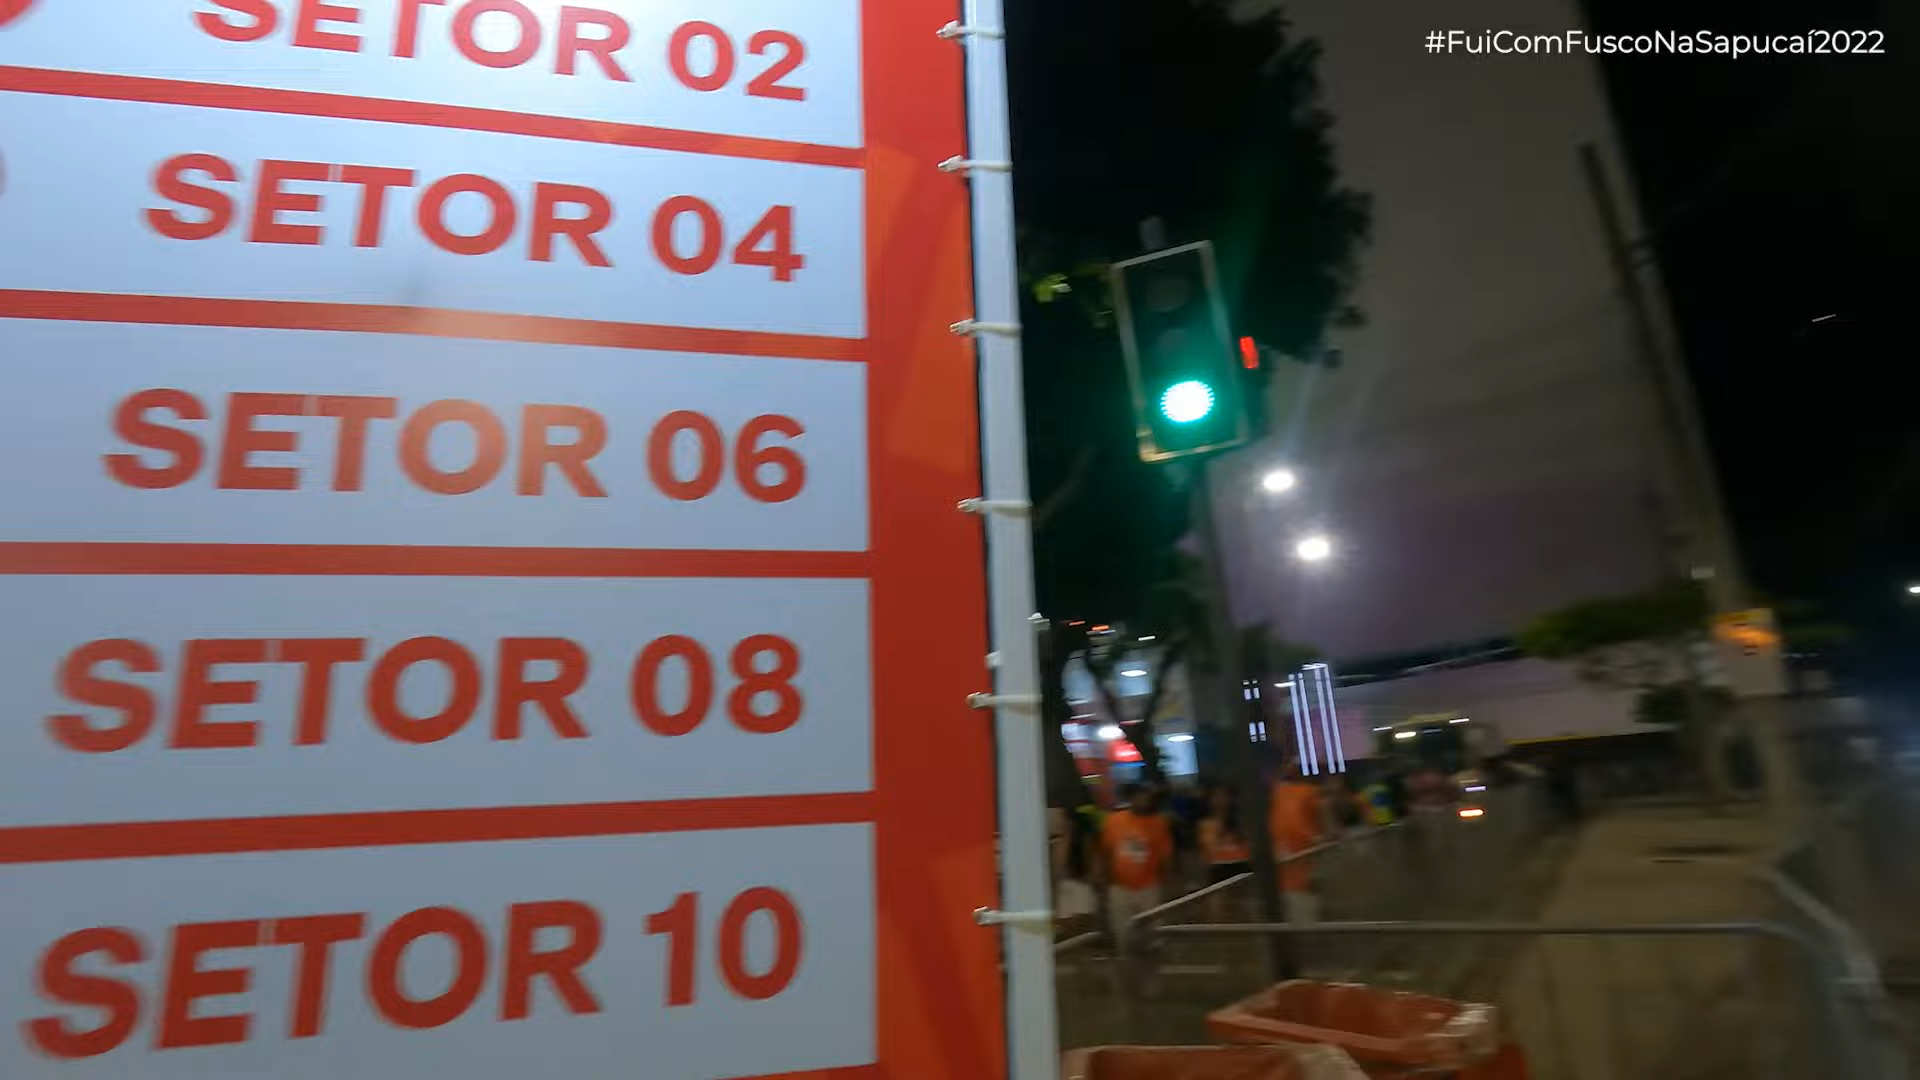 #FuiComFuscoNaSapucaí2022
SETOR 02
SETOR 04
SETOR 06
SETOR 08
SETOR 10